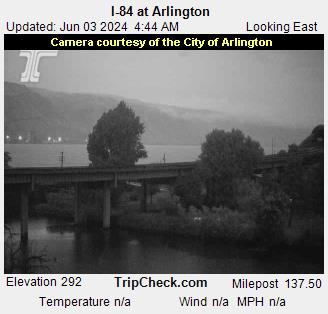 I-84 at Arlington
Updated: Jun 03 2024 4:44 AM Looking East
Camera courtesy of the City of Arlington
Elevation 292 TripCheck.com Milepost 137.50
Temperature n/a Wind n/a MPH n/a